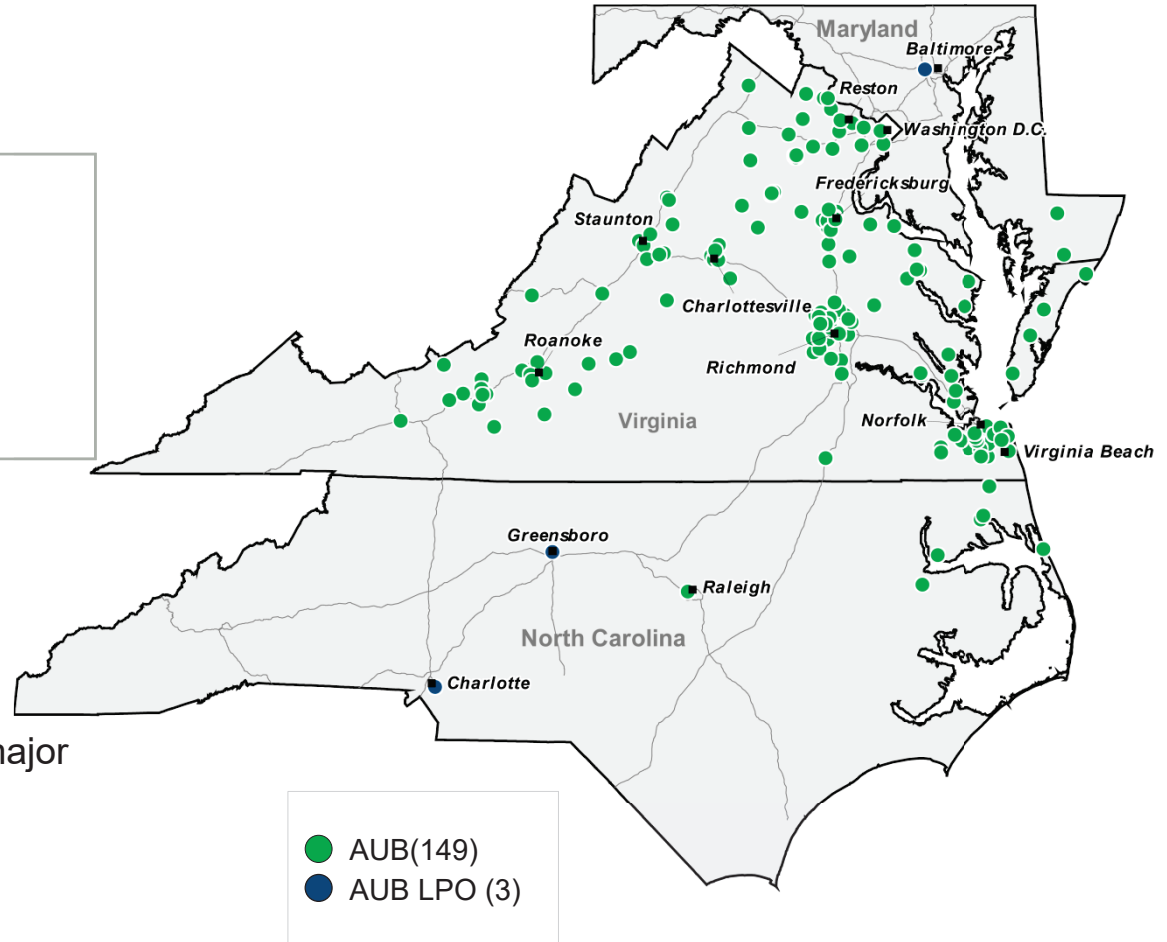 Maryland
Baltimore
Reston
Washington D.C.
Fredericksburg
Staunton
Charlottesville
Roanoke
Richmond
Virginia
Norfolk
Virginia Beach
Greensboro
Raleigh
North Carolina
Charlotte
major
AUB(149)
AUB LPO (3)